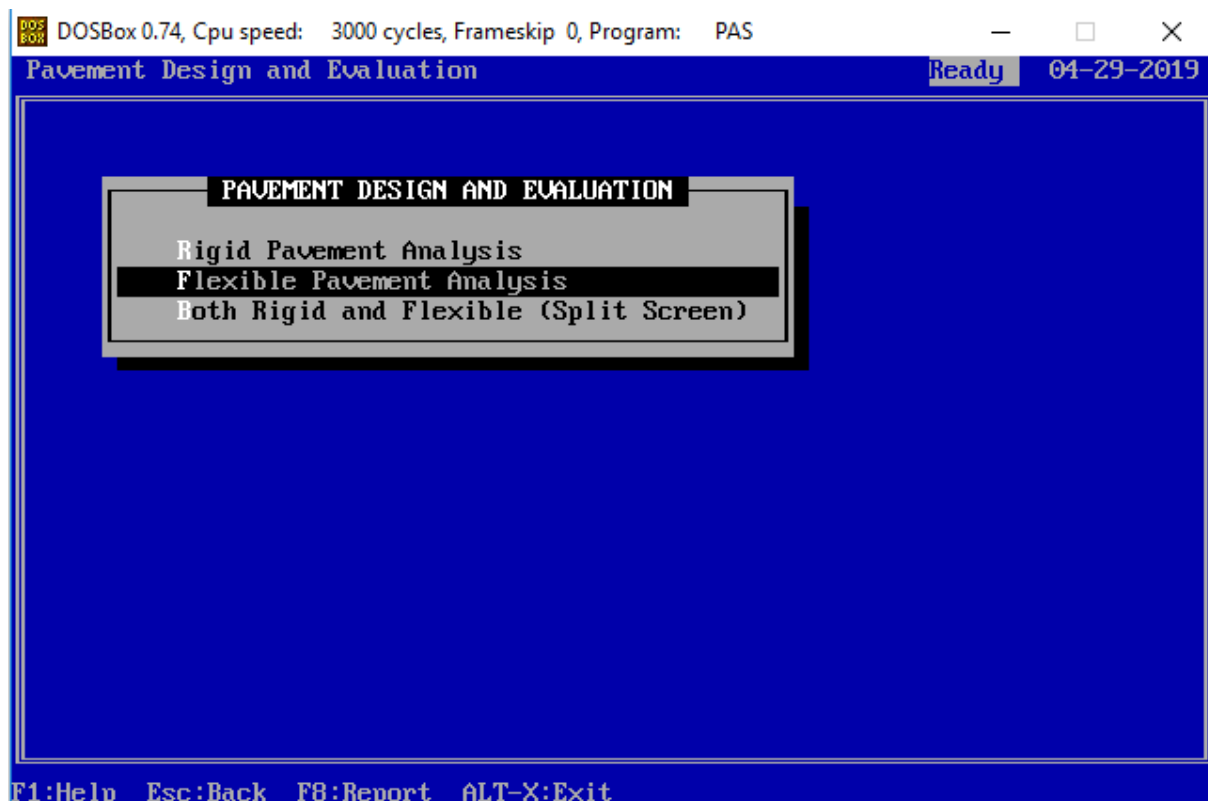 DOS BOX DOSBox 0.74, Cpu speed: 3000 cycles, Frameskip 0, Program: PAS
Pavement Design and Evaluation Ready 04-29-2019
PAVEMENT DESIGN AND EVALUATION
Rigid Pavement Analysis
Flexible Pavement Analysis
Both Rigid and Flexible (Split Screen)
F1:Help Esc:Back F8:Report ALT-X:Exit